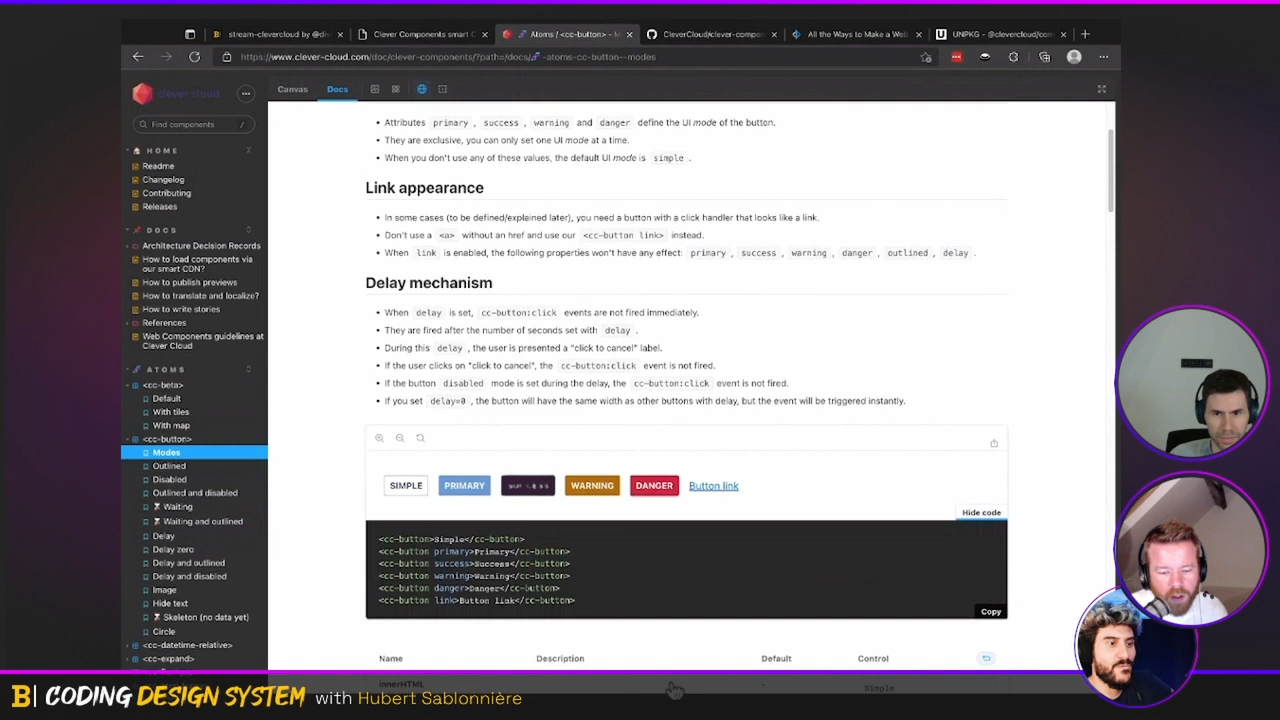 stream-clevercloud by @di
Clever Components smart C
Atoms / <cc-button> - M
CleverCloud/clever-compon
All the Ways to Make a Web
UNPKG - @clevercloud/com
https://www.clever-cloud.com/doc/clever-components/?path=/docs/🧬-atoms-cc-button--modes
clever cloud
Canvas
Docs
Find components
/
HOME
Readme
Changelog
Contributing
Releases
DOCS
Architecture Decision Records
How to load components via
our smart CDN?
How to publish previews
How to translate and localize?
How to write stories
References
Web Components guidelines at
Clever Cloud
ATOMS
<cc-beta>
Default
With tiles
With map
<cc-button>
Modes
Outlined
Disabled
Outlined and disabled
Waiting
Waiting and outlined
Delay
Delay zero
Delay and outlined
Delay and disabled
Image
Hide text
Skeleton (no data yet)
Circle
<cc-datetime-relative>
<cc-expand>
• Attributes primary , success , warning and danger define the UI mode of the button.
• They are exclusive, you can only set one UI mode at a time.
• When you don't use any of these values, the default UI mode is simple .
Link appearance
• In some cases (to be defined/explained later), you need a button with a click handler that looks like a link.
• Don't use a <a> without an href and use our <cc-button link> instead.
• When link is enabled, the following properties won't have any effect: primary , success , warning , danger , outlined , delay .
Delay mechanism
• When delay is set, cc-button:click events are not fired immediately.
• They are fired after the number of seconds set with delay .
• During this delay , the user is presented a "click to cancel" label.
• If the user clicks on "click to cancel", the cc-button:click event is not fired.
• If the button disabled mode is set during the delay, the cc-button:click event is not fired.
• If you set delay=0 , the button will have the same width as other buttons with delay, but the event will be triggered instantly.
SIMPLE PRIMARY WARNING DANGER Button link
Hide code
<cc-button>Simple</cc-button>
<cc-button primary>Primary</cc-button>
<cc-button success>Success</cc-button>
<cc-button warning>Warning</cc-button>
<cc-button danger>Danger</cc-button>
<cc-button link>Button link</cc-button>
Copy
Name Description Default Control
innerHTML - Simple
B| CODING DESIGN SYSTEM with Hubert Sablonnière